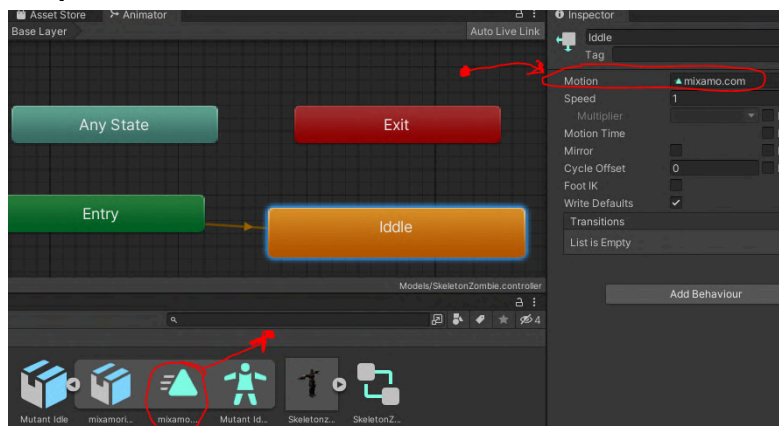 Asset Store Animator
Base Layer Auto Live Link
Any State
Exit
Entry
Iddle
Models/SkeletonZombie.controller
4
Mutant Idle mixamori... mixamo.... Mutant Id... Skeletonz... SkeletonZ...
Inspector
Iddle
Tag
Motion mixamo.com
Speed 1
Multiplier
Motion Time
Mirror
Cycle Offset 0
Foot IK
Write Defaults
Transitions
List is Empty
Add Behaviour